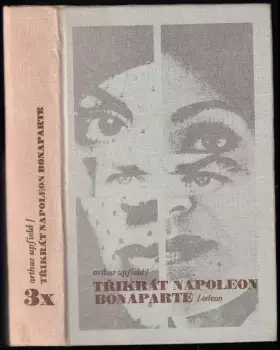 arthur upfield/
TŘIKRÁT NAPOLEON BONAPARTE
3x
arthur upfield/
TŘIKRÁT NAPOLEON
BONAPARTE /odeon